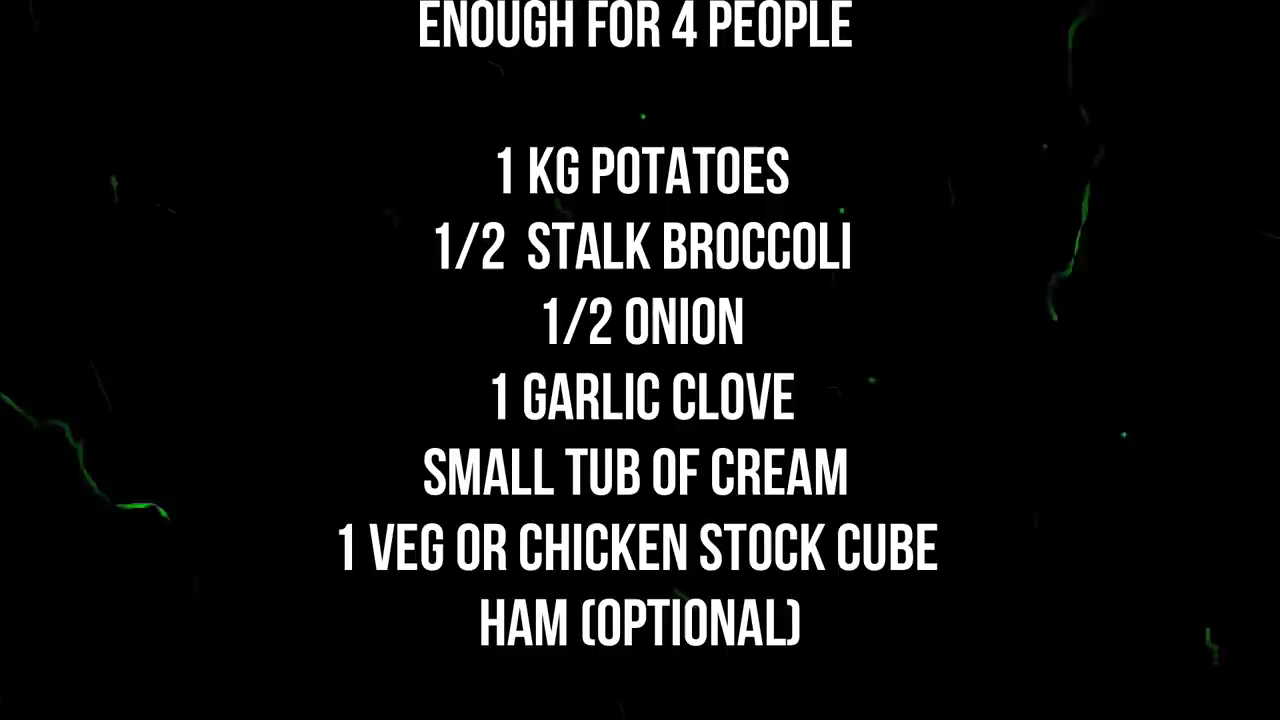 ENOUGH FOR 4 PEOPLE
1 KG POTATOES
1/2 STALK BROCCOLI
1/2 ONION
1 GARLIC CLOVE
SMALL TUB OF CREAM
1 VEG OR CHICKEN STOCK CUBE
HAM (OPTIONAL)